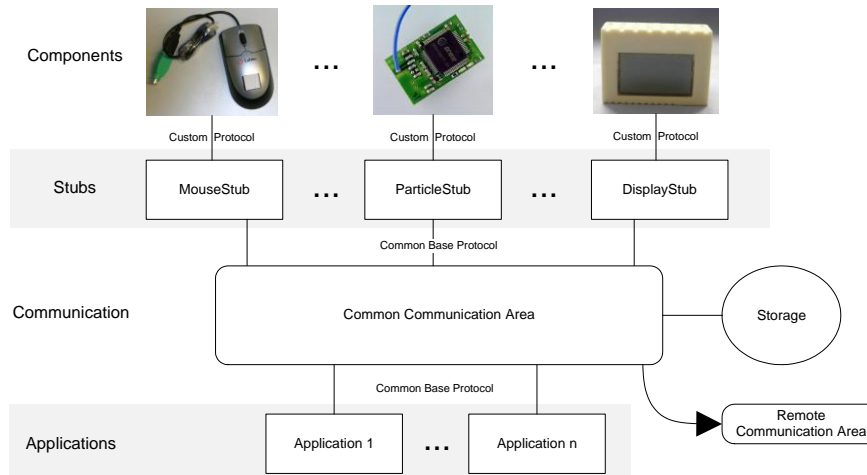 Components
...
...
Custom Protocol
Custom Protocol
Custom Protocol
Stubs
MouseStub
...
ParticleStub
...
DisplayStub
Common Base Protocol
Communication
Common Communication Area
Storage
Common Base Protocol
Applications
Application 1
...
Application n
Remote
Communication Area